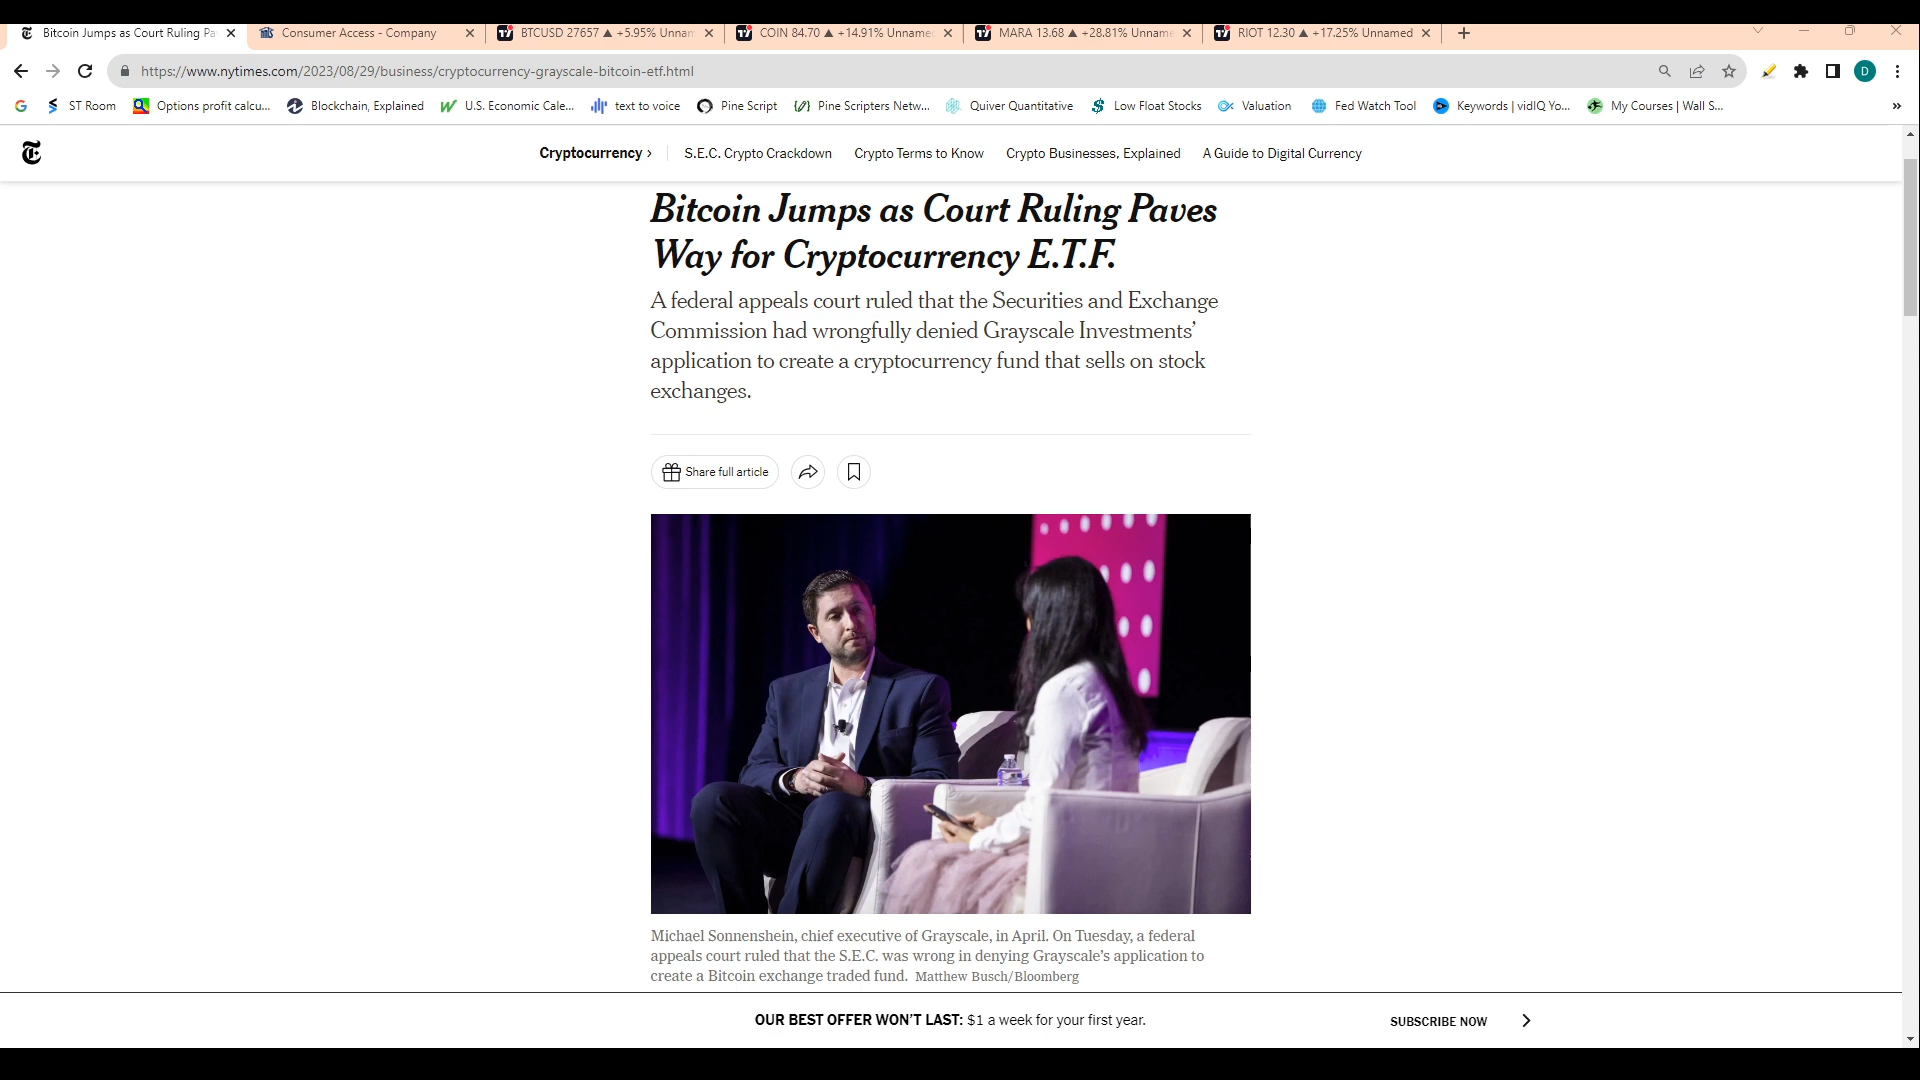 Bitcoin Jumps as Court Ruling Pa
Consumer Access - Company
BTCUSD 27657 ▲ +5.95% Unnam
COIN 84.70 ▲ +14.91% Unnamed
MARA 13.68 ▲ +28.81% Unname
RIOT 12.30 ▲ +17.25% Unnamed
https://www.nytimes.com/2023/08/29/business/cryptocurrency-grayscale-bitcoin-etf.html
D
ST Room
Options profit calcu...
Blockchain, Explained
U.S. Economic Cale...
text to voice
Pine Script
Pine Scripters Netw...
Quiver Quantitative
Low Float Stocks
Valuation
Fed Watch Tool
Keywords | vidIQ Yo...
My Courses | Wall S...
»
Cryptocurrency ›
S.E.C. Crypto Crackdown
Crypto Terms to Know
Crypto Businesses, Explained
A Guide to Digital Currency
Bitcoin Jumps as Court Ruling Paves
Way for Cryptocurrency E.T.F.
A federal appeals court ruled that the Securities and Exchange
Commission had wrongfully denied Grayscale Investments’
application to create a cryptocurrency fund that sells on stock
exchanges.
Share full article
Michael Sonnenshein, chief executive of Grayscale, in April. On Tuesday, a federal
appeals court ruled that the S.E.C. was wrong in denying Grayscale’s application to
create a Bitcoin exchange traded fund. Matthew Busch/Bloomberg
OUR BEST OFFER WON’T LAST: $1 a week for your first year.
SUBSCRIBE NOW